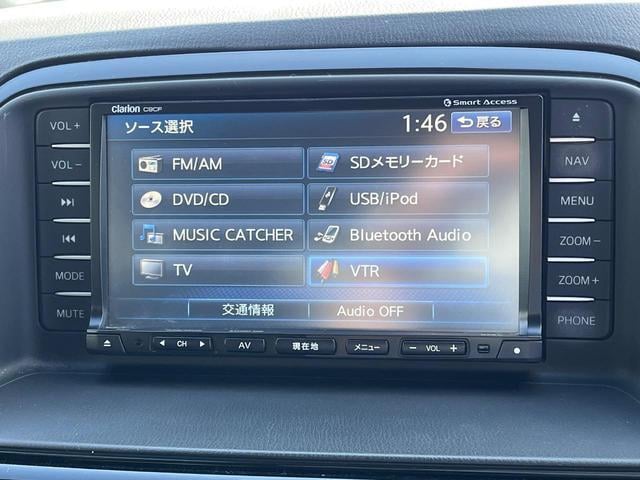 Clarion C9CF
Smart Access
ソース選択
1:46
戻る
FM/AM
SDメモリーカード
DVD/CD
USB/iPod
MUSIC CATCHER
Bluetooth Audio
TV
VTR
交通情報
Audio OFF
CH
AV
現在地
メニュー
- VOL +
VOL +
VOL -
MODE
MUTE
NAV
MENU
ZOOM -
ZOOM +
PHONE